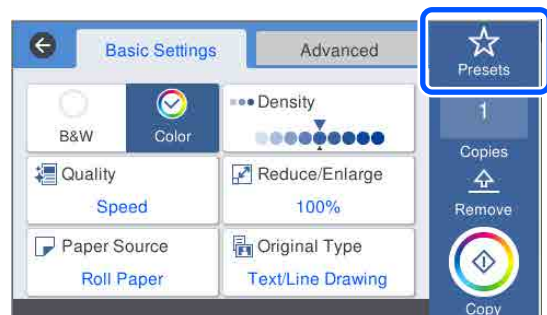 Basic Settings
Advanced
Presets
B&W
Color
Density
1
Copies
Quality
Speed
Reduce/Enlarge
100%
Remove
Paper Source
Roll Paper
Original Type
Text/Line Drawing
Copy